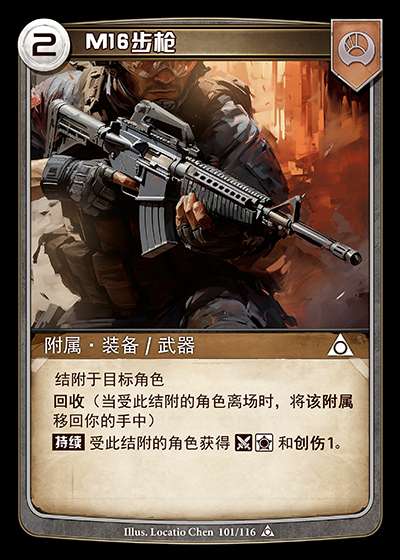 2
M16步枪
附属·装备/武器
结附于目标角色
回收（当受此结附的角色离场时，将该附属
移回你的手中）
持续 受此结附的角色获得 和创伤1。
Illus. Locatio Chen 101/116